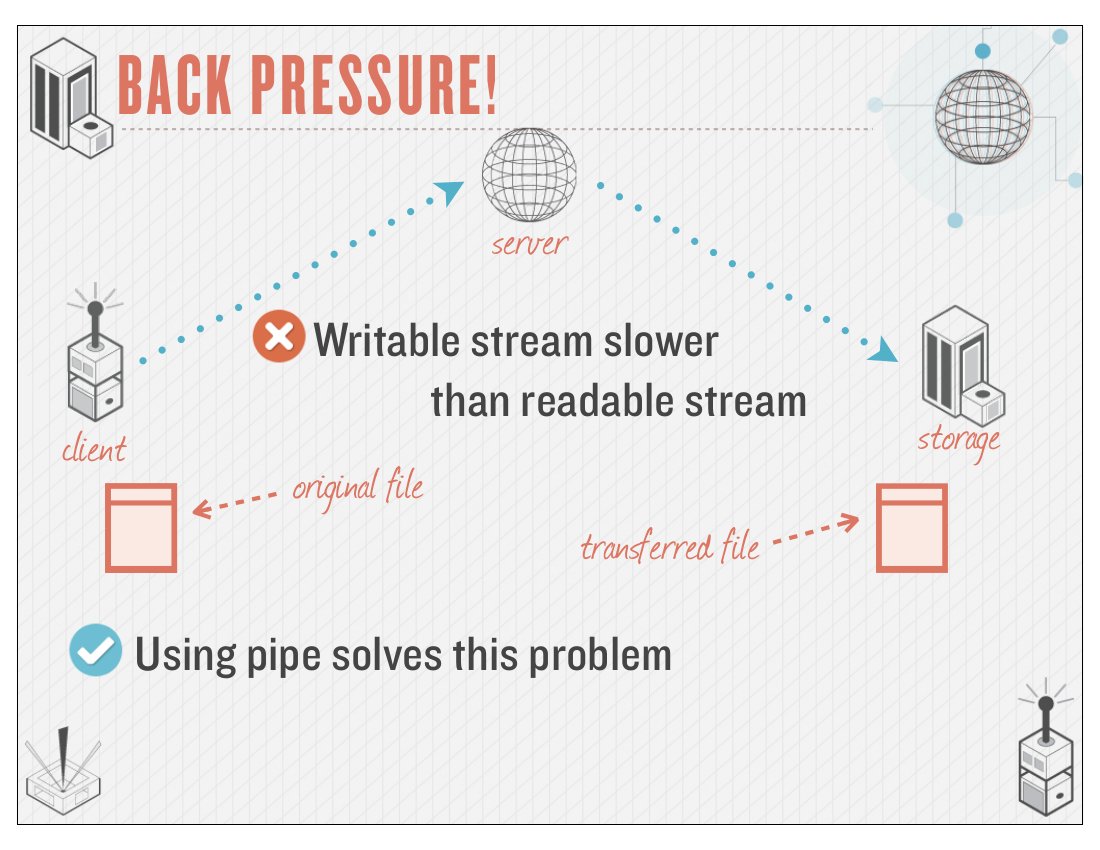 BACK PRESSURE!
server
Writable stream slower
than readable stream
client
storage
original file
transferred file
Using pipe solves this problem